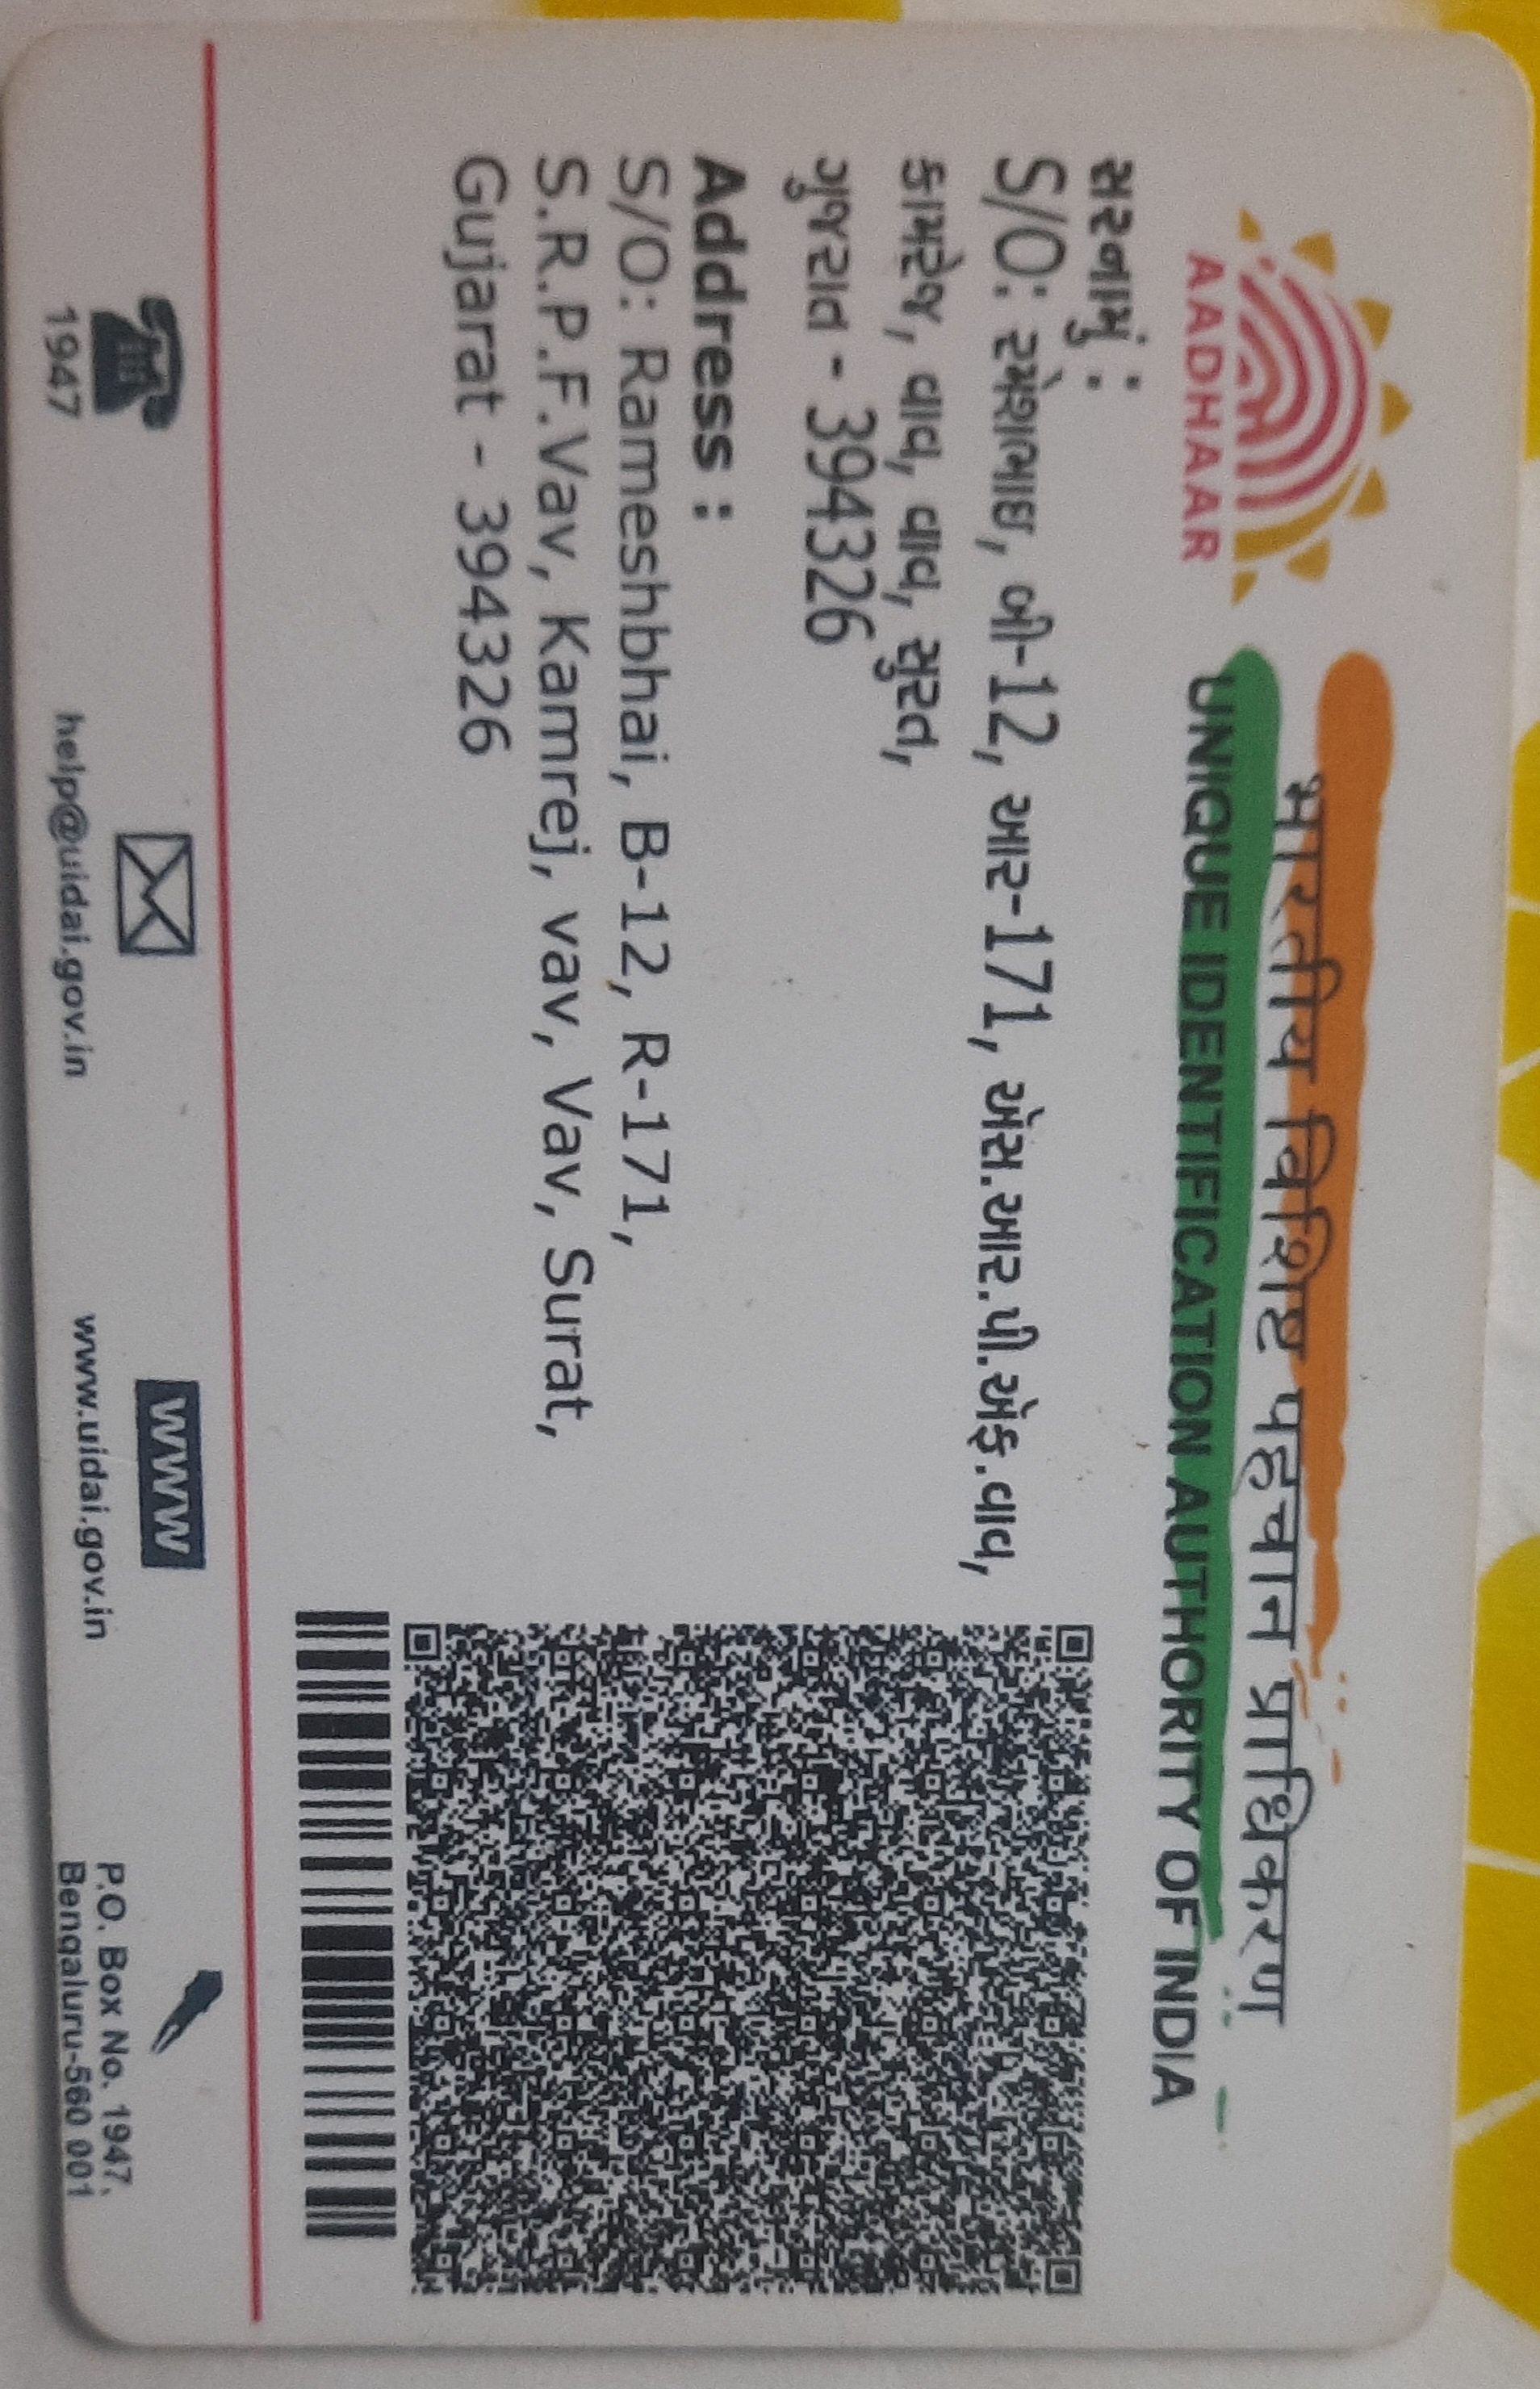 AADHAAR
भारतीय विशिष्ट पहचान प्राधिकरण
UNIQUE IDENTIFICATION AUTHORITY OF INDIA
સરનામું :
S/O: રમેશભાઇ, બી-12, આર-171, એસ.આર.પી.એફ.વાવ,
કામરેજ, વાવ, વાવ, સુરત,
ગુજરાત - 394326
Address :
S/O: Rameshbhai, B-12, R-171,
S.R.P.F.Vav, Kamrej, vav, Vav, Surat,
Gujarat - 394326
1947
help@uidai.gov.in
www
www.uidai.gov.in
P.O. Box No. 1947,
Bengaluru-560 001